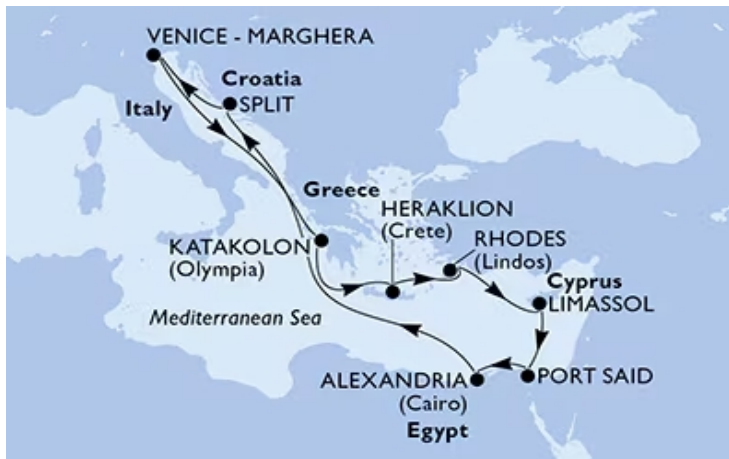 VENICE - MARGHERA
Croatia
SPLIT
Italy
Greece
HERAKLION
(Crete)
KATAKOLON
(Olympia)
RHODES
(Lindos)
Cyprus
LIMASSOL
Mediterranean Sea
ALEXANDRIA
(Cairo)
PORT SAID
Egypt